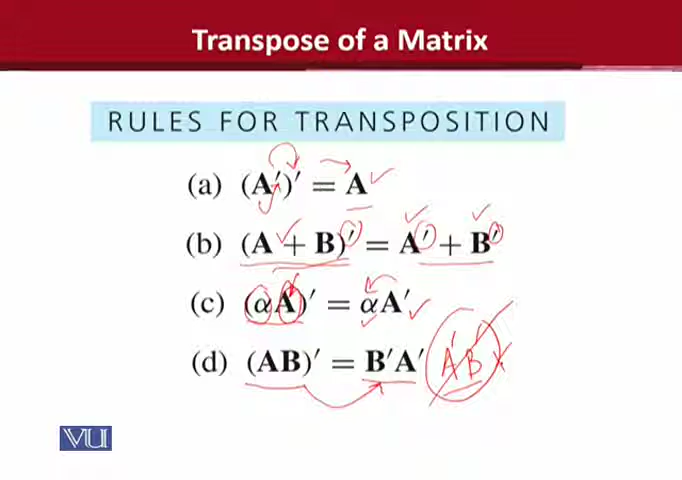 Transpose of a Matrix
RULES FOR TRANSPOSITION
(a) (A′)′ = A
(b) (A + B)′ = A′ + B′
(c) (αA)′ = αA′
(d) (AB)′ = B′A′ A′B′
VU